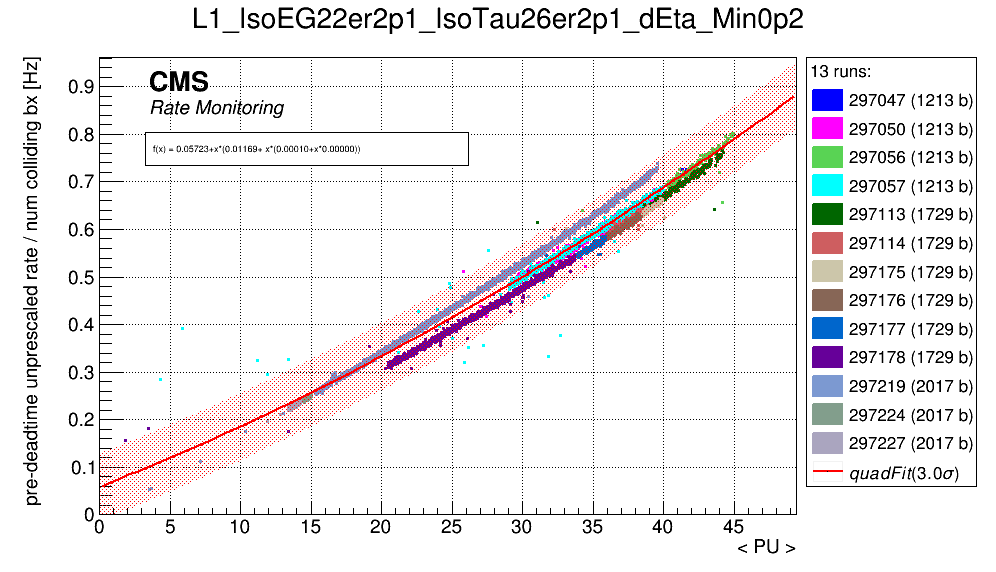 L1_IsoEG22er2p1_IsoTau26er2p1_dEta_Min0p2
pre-deadtime unprescaled rate / num colliding bx [Hz]
CMS
Rate Monitoring
f(x) = 0.05723+x*(0.01169+ x*(0.00010+x*0.00000))
0.9
0.8
0.7
0.6
0.5
0.4
0.3
0.2
0.1
0
0 5 10 15 20 25 30 35 40 45
< PU >
13 runs:
297047 (1213 b)
297050 (1213 b)
297056 (1213 b)
297057 (1213 b)
297113 (1729 b)
297114 (1729 b)
297175 (1729 b)
297176 (1729 b)
297177 (1729 b)
297178 (1729 b)
297219 (2017 b)
297224 (2017 b)
297227 (2017 b)
quadFit(3.0σ)